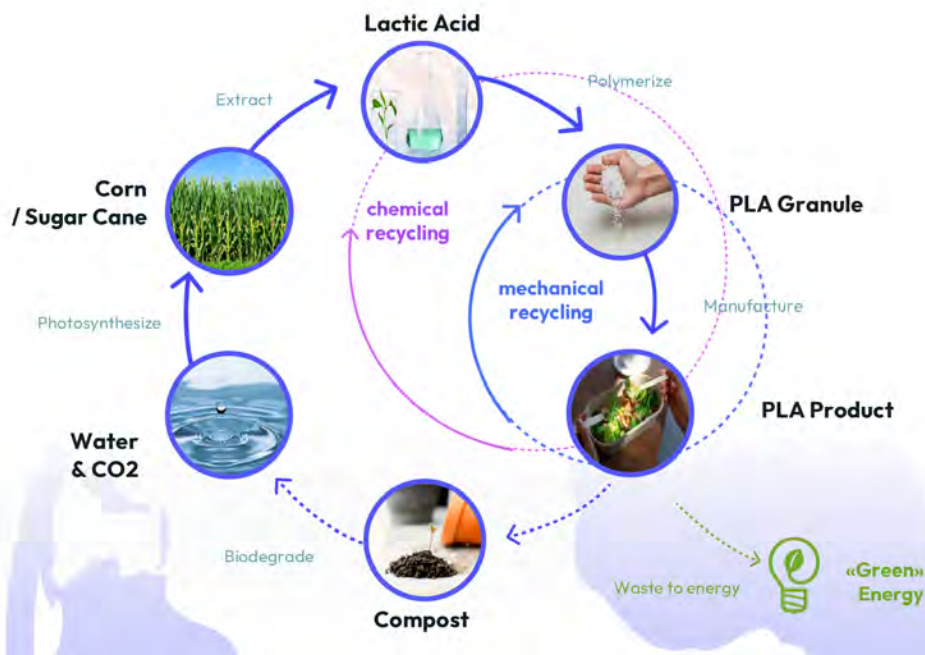 Lactic Acid
Extract
Polymerize
Corn
/ Sugar Cane
PLA Granule
chemical
recycling
mechanical
recycling
Photosynthesize
Manufacture
PLA Product
Water
& CO2
Biodegrade
Compost
Waste to energy
«Green»
Energy